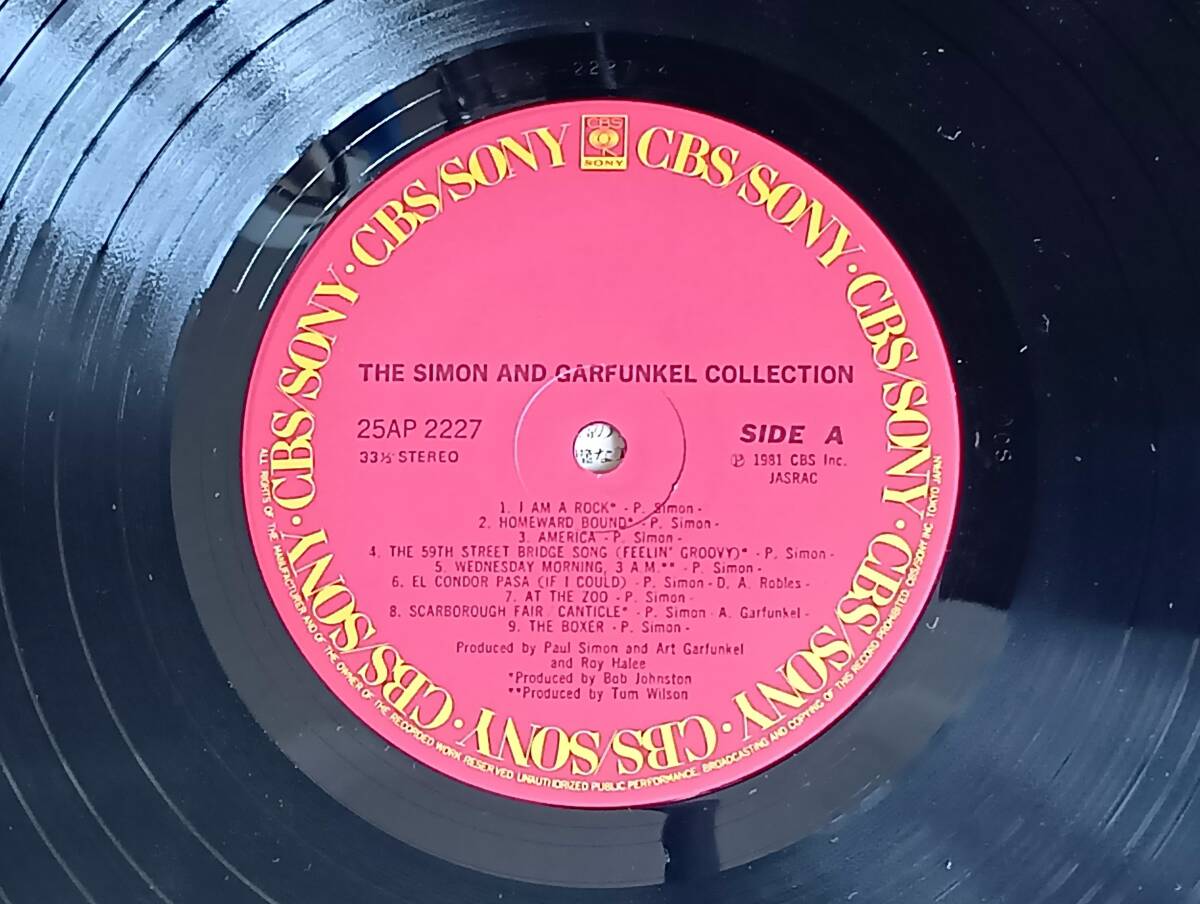 CBS
SONY
CBS/SONY · CBS/SONY · CBS/SONY · CBS/SONY · CBS/SONY · CBS/SONY · CBS/SONY · CBS/SONY
THE SIMON AND GARFUNKEL COLLECTION
25AP 2227
33⅓ STEREO
SIDE A
Ⓟ 1981 CBS Inc.
JASRAC
1. I AM A ROCK* - P. Simon -
2. HOMEWARD BOUND* - P. Simon -
3. AMERICA - P. Simon -
4. THE 59TH STREET BRIDGE SONG (FEELIN' GROOVY)* - P. Simon -
5. WEDNESDAY MORNING, 3 A.M.** - P. Simon -
6. EL CONDOR PASA (IF I COULD) - P. Simon - D. A. Robles -
7. AT THE ZOO - P. Simon -
8. SCARBOROUGH FAIR / CANTICLE* - P. Simon - A. Garfunkel -
9. THE BOXER - P. Simon -
Produced by Paul Simon and Art Garfunkel
and Roy Halee
*Produced by Bob Johnston
**Produced by Tom Wilson
ALL RIGHTS OF THE MANUFACTURER AND OF THE OWNER OF THE RECORDED WORK RESERVED UNAUTHORIZED PUBLIC PERFORMANCE. BROADCASTING AND COPYING OF THIS RECORD PROHIBITED CBS/SONY INC TOKYO JAPAN